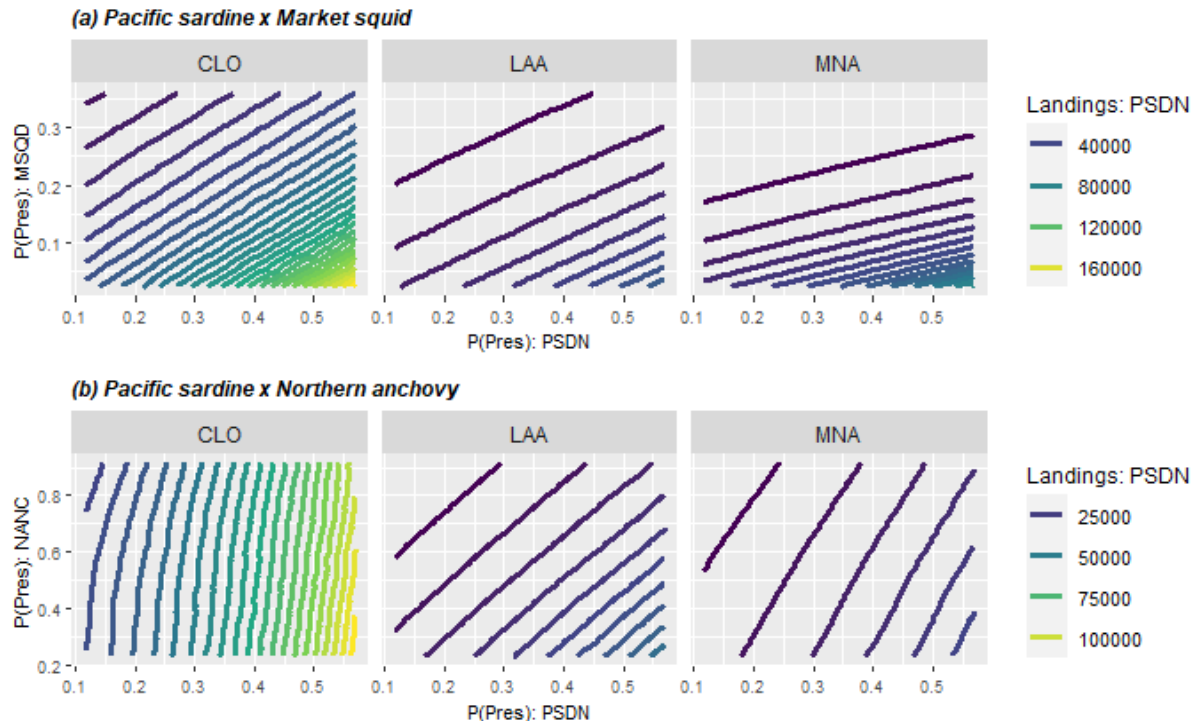 (a) Pacific sardine x Market squid
CLO LAA MNA
P(Pres): MSQD
0.3
0.2
0.1
0.1 0.2 0.3 0.4 0.5 0.1 0.2 0.3 0.4 0.5 0.1 0.2 0.3 0.4 0.5
P(Pres): PSDN
Landings: PSDN
40000
80000
120000
160000
(b) Pacific sardine x Northern anchovy
CLO LAA MNA
P(Pres): NANC
0.8
0.6
0.4
0.2
0.1 0.2 0.3 0.4 0.5 0.1 0.2 0.3 0.4 0.5 0.1 0.2 0.3 0.4 0.5
P(Pres): PSDN
Landings: PSDN
25000
50000
75000
100000